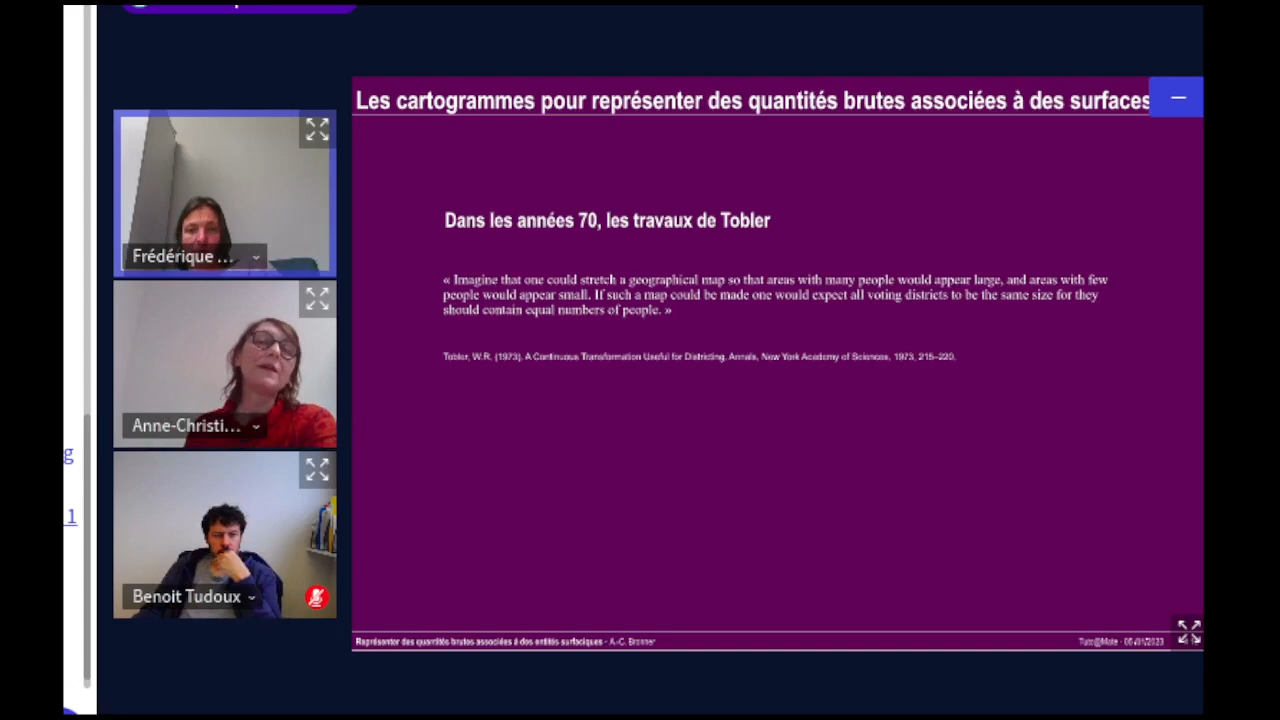 g
1
Frédérique ...
Anne-Christi...
Benoit Tudoux
Les cartogrammes pour représenter des quantités brutes associées à des surfaces
Dans les années 70, les travaux de Tobler
« Imagine that one could stretch a geographical map so that areas with many people would appear large, and areas with few
people would appear small. If such a map could be made one would expect all voting districts to be the same size for they
should contain equal numbers of people. »
Tobler, W.R. (1973). A Continuous Transformation Useful for Districting. Annals, New York Academy of Sciences, 1973, 215–220.
Représenter des quantités brutes associées à des entités surfaciques - A.-C. Bronner
Tuto@Mate -